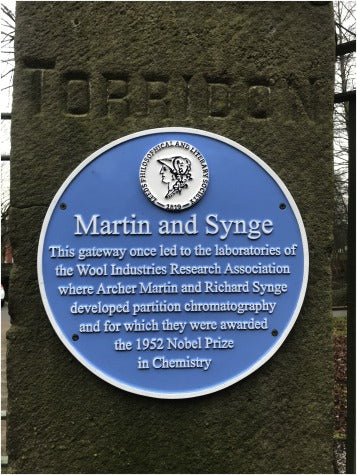 TORRIDON
LEEDS PHILOSOPHICAL AND LITERARY SOCIETY
1819
Martin and Synge
This gateway once led to the laboratories of
the Wool Industries Research Association
where Archer Martin and Richard Synge
developed partition chromatography
and for which they were awarded
the 1952 Nobel Prize
in Chemistry